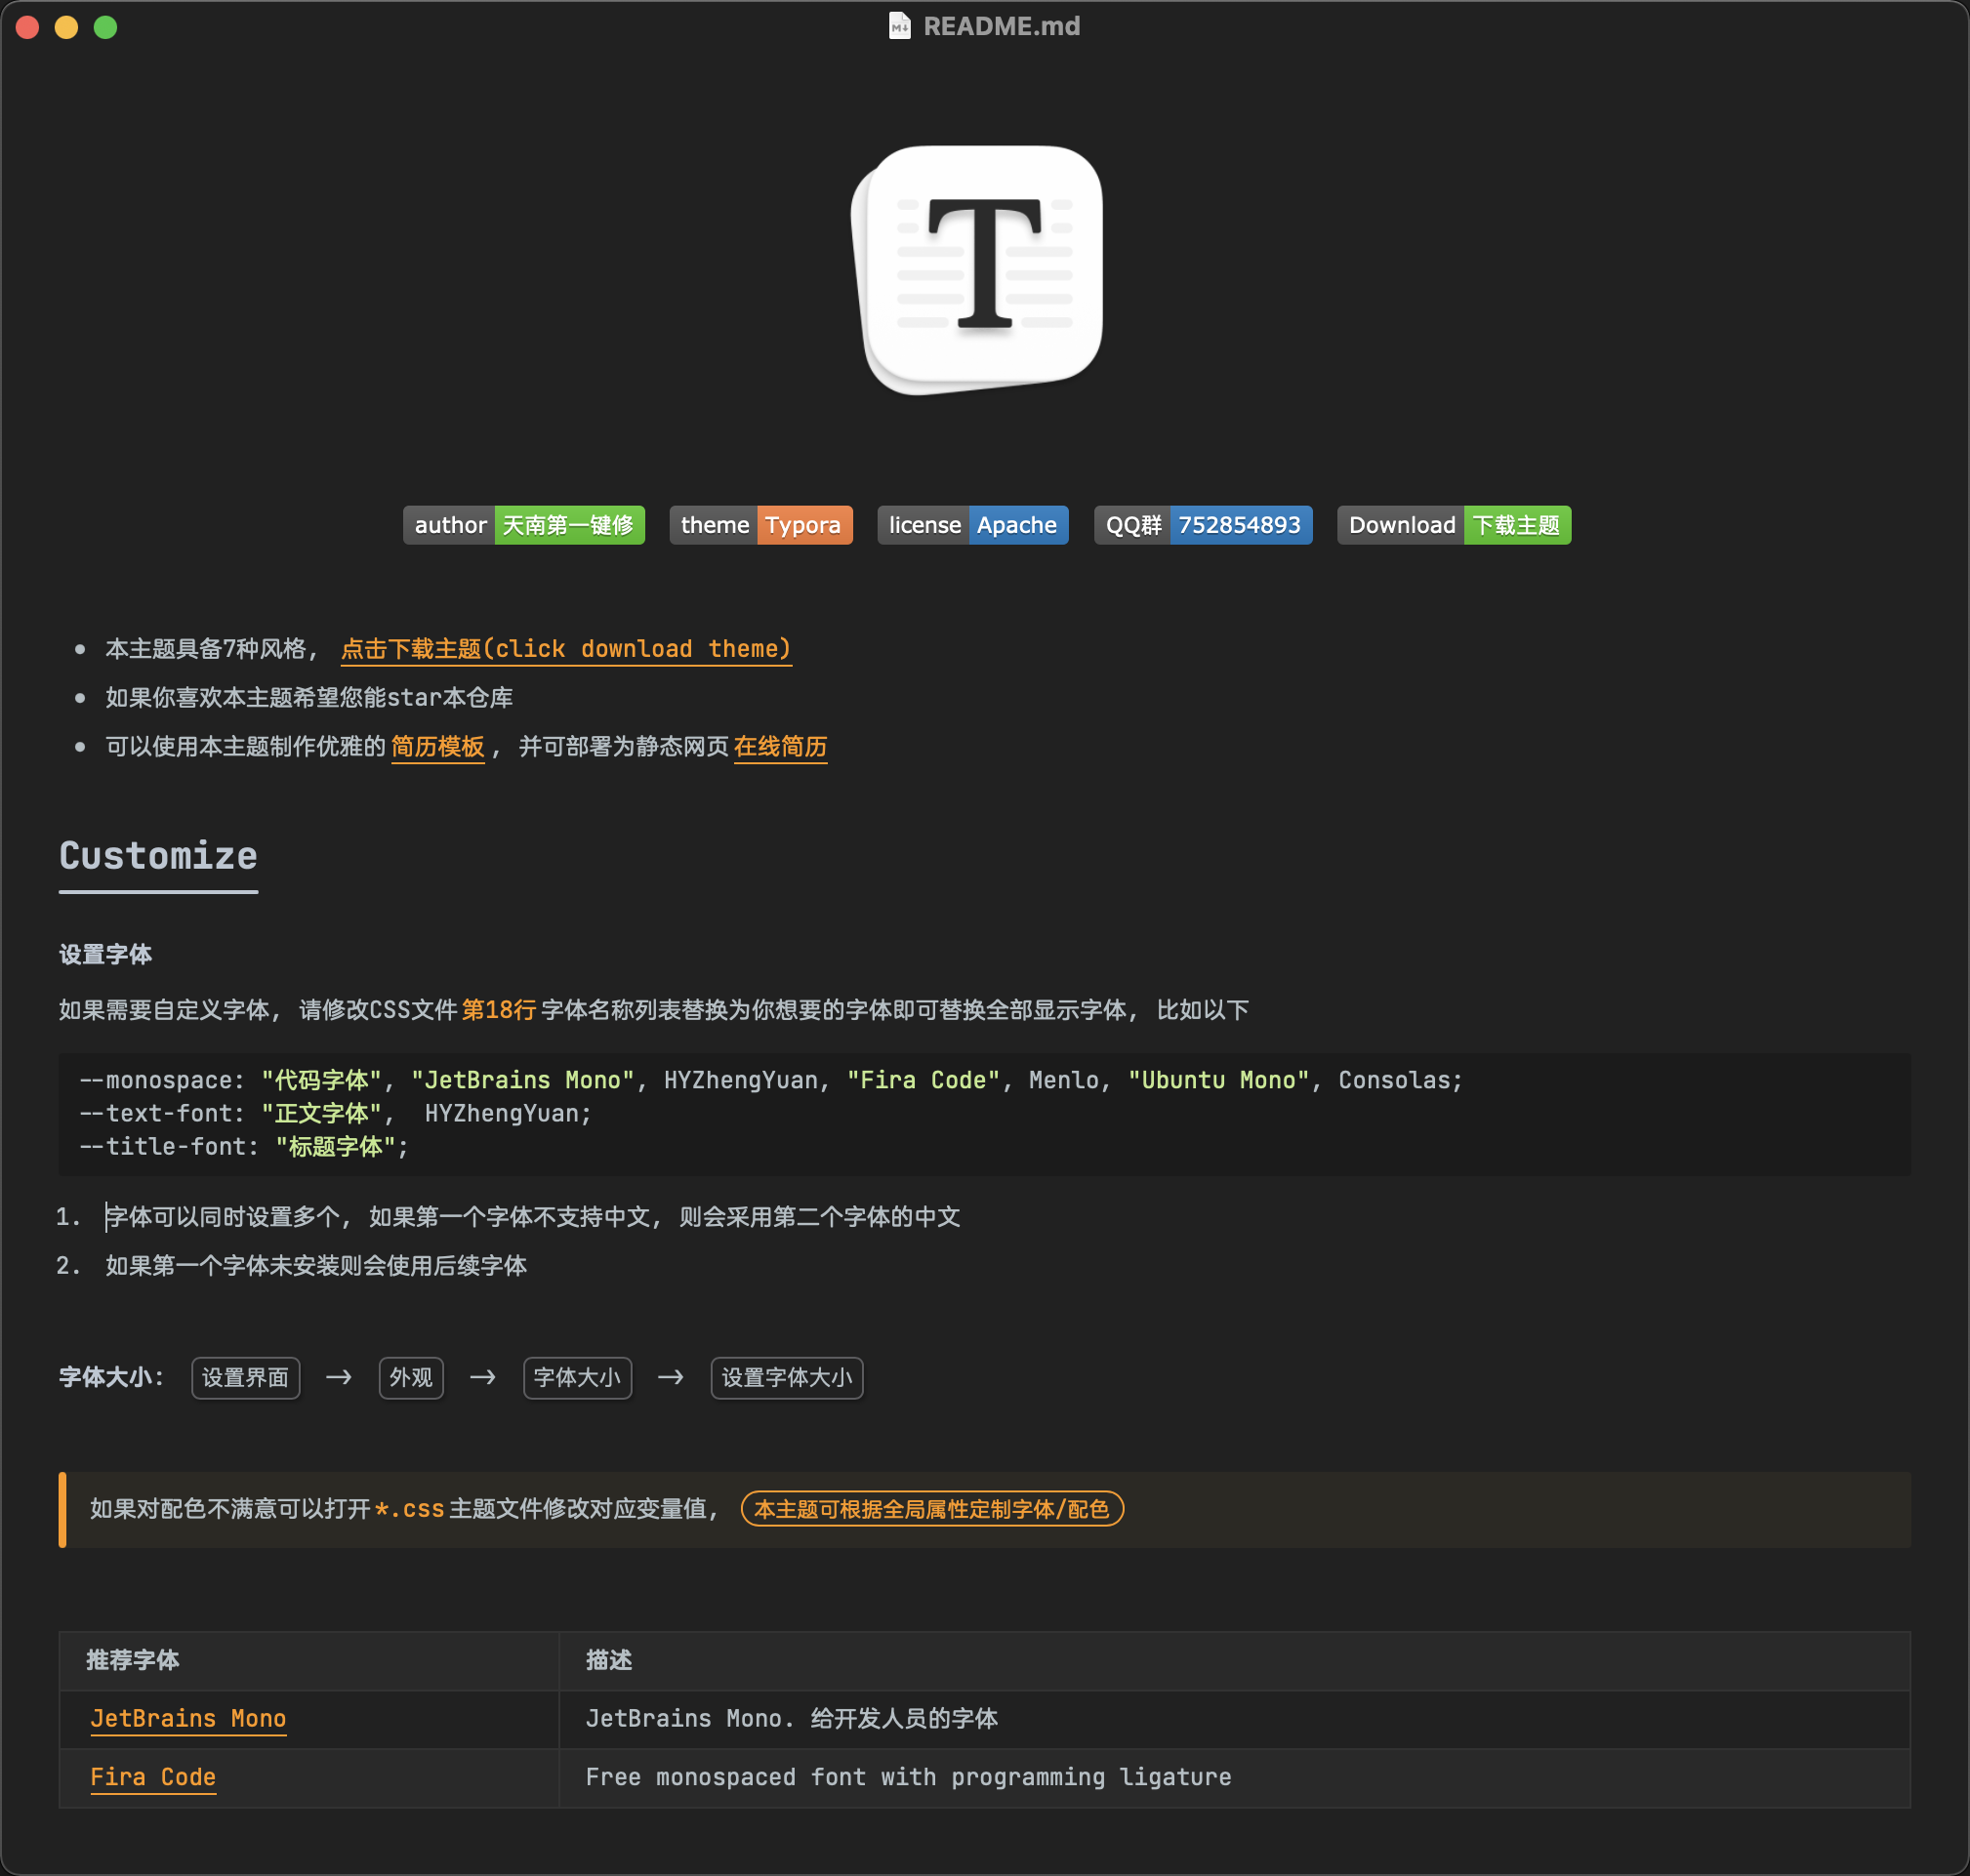 README.md
T
author 天南第一键修 theme Typora license Apache QQ群 752854893 Download 下载主题
本主题具备7种风格, 点击下载主题(click download theme)
如果你喜欢本主题希望您能star本仓库
可以使用本主题制作优雅的 简历模板 , 并可部署为静态网页 在线简历
Customize
设置字体
如果需要自定义字体, 请修改CSS文件 第18行 字体名称列表替换为你想要的字体即可替换全部显示字体, 比如以下
--monospace: "代码字体", "JetBrains Mono", HYZhengYuan, "Fira Code", Menlo, "Ubuntu Mono", Consolas;
--text-font: "正文字体",  HYZhengYuan;
--title-font: "标题字体";
1. 字体可以同时设置多个, 如果第一个字体不支持中文, 则会采用第二个字体的中文
2. 如果第一个字体未安装则会使用后续字体
字体大小: 设置界面 → 外观 → 字体大小 → 设置字体大小
如果对配色不满意可以打开 *.css 主题文件修改对应变量值, 本主题可根据全局属性定制字体/配色
推荐字体 描述
JetBrains Mono JetBrains Mono. 给开发人员的字体
Fira Code Free monospaced font with programming ligature